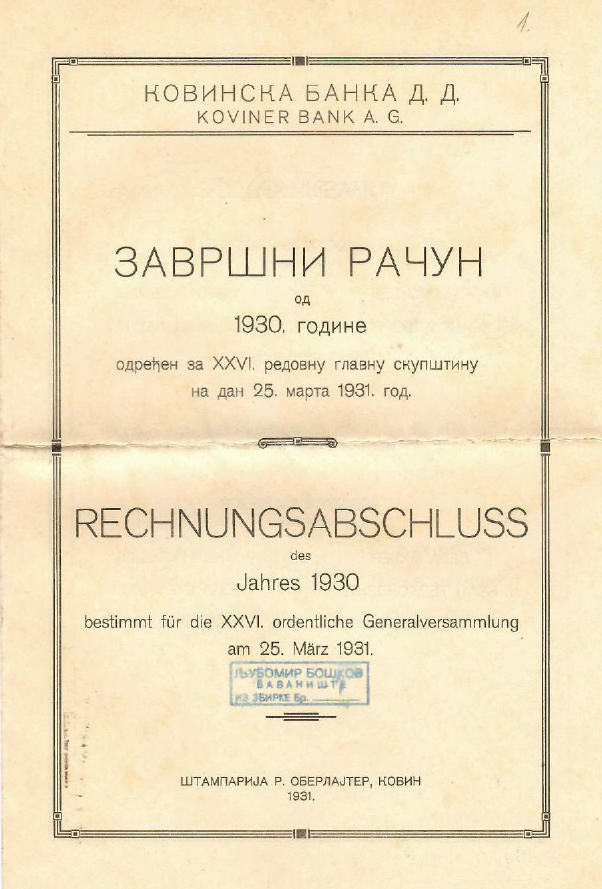 1.
КОВИНСКА БАНКА Д. Д.
KOVINER BANK A. G.
ЗАВРШНИ РАЧУН
од
1930. године
одређен за XXVI. редовну главну скупштину
на дан 25. марта 1931. год.
RECHNUNGSABSCHLUSS
des
Jahres 1930
bestimmt für die XXVI. ordentliche Generalversammlung
am 25. März 1931.
ЉУБОМИР БОШКОВ
БАВАНИШТЕ
ИЗ ЗБИРКЕ Бр.
ШТАМПАРИЈА Р. ОБЕРЛАЈТЕР, КОВИН
1931.